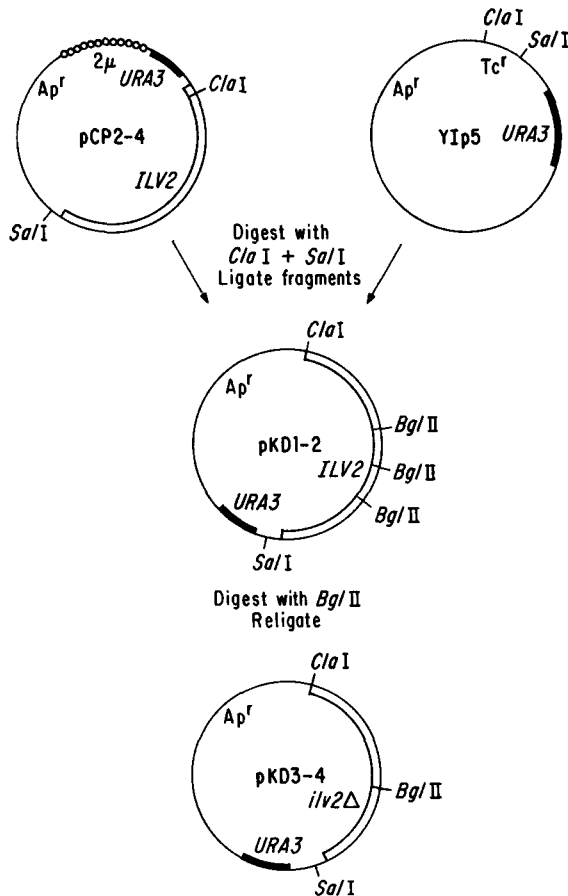 2μ
URA3
ClaI
Apr
pCP2-4
ILV2
SalI
ClaI
SalI
Tcr
Apr
YIp5
URA3
Digest with
ClaI + SalI
Ligate fragments
ClaI
Apr
BglII
pKD1-2
ILV2
BglII
BglII
URA3
SalI
Digest with BglII
Religate
ClaI
Apr
pKD3-4
ilv2Δ
BglII
URA3
SalI